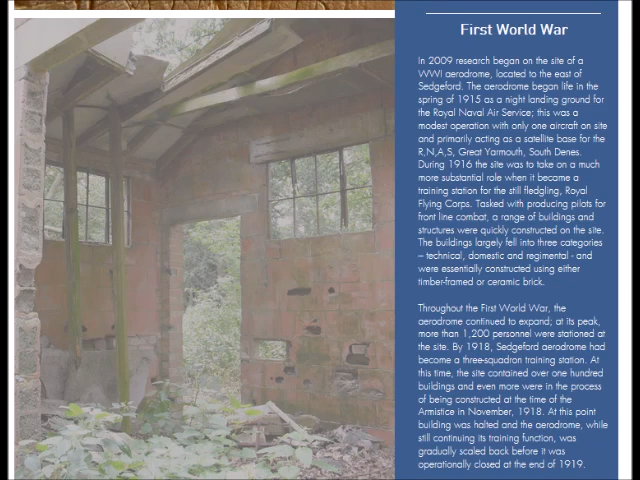 First World War
In 2009 research began on the site of a
WWI aerodrome, located to the east of
Sedgeford. The aerodrome began life in the
spring of 1915 as a night landing ground for
the Royal Naval Air Service; this was a
modest operation with only one aircraft on site
and primarily acting as a satellite base for the
R,N,A,S, Great Yarmouth, South Denes.
During 1916 the site was to take on a much
more substantial role when it became a
training station for the still fledgling, Royal
Flying Corps. Tasked with producing pilots for
front line combat, a range of buildings and
structures were quickly constructed on the site.
The buildings largely fell into three categories
– technical, domestic and regimental - and
were essentially constructed using either
timber-framed or ceramic brick.
Throughout the First World War, the
aerodrome continued to expand; at its peak,
more than 1,200 personnel were stationed at
the site. By 1918, Sedgeford aerodrome had
become a three-squadron training station. At
this time, the site contained over one hundred
buildings and even more were in the process
of being constructed at the time of the
Armistice in November, 1918. At this point
building was halted and the aerodrome, while
still continuing its training function, was
gradually scaled back before it was
operationally closed at the end of 1919.